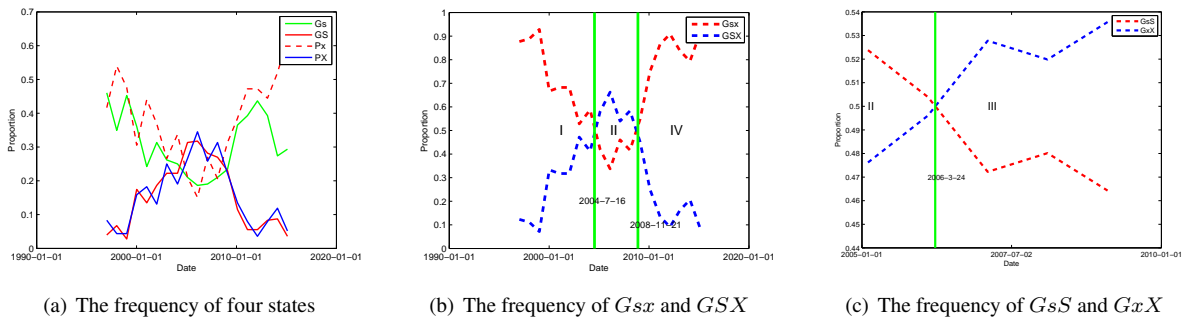 0.7
0.6
0.5
0.4
0.3
0.2
0.1
0
Proportion
1990−01−01 2000−01−01 2010−01−01 2020−01−01
Date
Gs
GS
Px
PX
(a) The frequency of four states
1
0.9
0.8
0.7
0.6
0.5
0.4
0.3
0.2
0.1
0
Proportion
1990−01−01 2000−01−01 2010−01−01 2020−01−01
Date
Gsx
GSX
I II IV
2004−7−16
2008−11−21
(b) The frequency of Gsx and GSX
0.54
0.53
0.52
0.51
0.5
0.49
0.48
0.47
0.46
0.45
0.44
Proportion
2005−01−01 2007−07−02 2010−01−01
Date
GsS
GxX
II III
2006−3−24
(c) The frequency of GsS and GxX